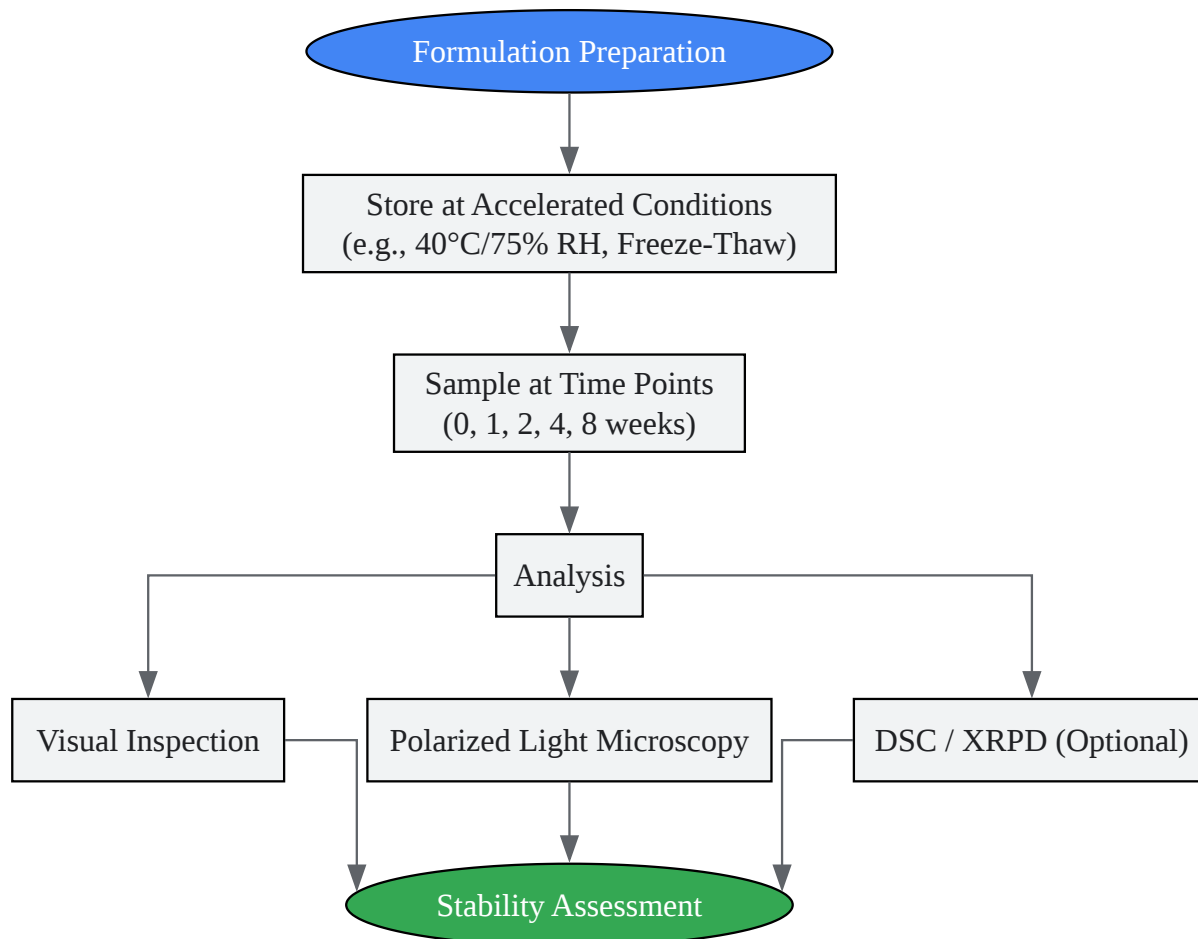 Formulation Preparation
Store at Accelerated Conditions
(e.g., 40°C/75% RH, Freeze-Thaw)
Sample at Time Points
(0, 1, 2, 4, 8 weeks)
Analysis
Visual Inspection
Polarized Light Microscopy
DSC / XRPD (Optional)
Stability Assessment